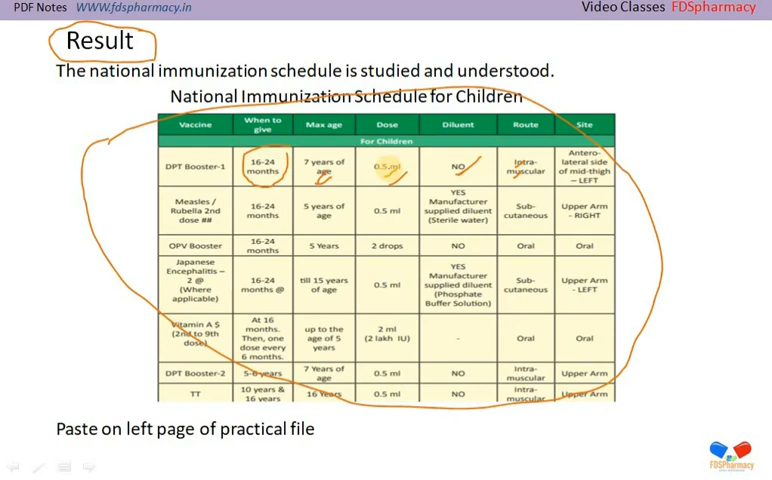 PDF Notes WWW.fdspharmacy.in
Video Classes FDSpharmacy
Result
The national immunization schedule is studied and understood.
National Immunization Schedule for Children
Vaccine When to give Max age Dose Diluent Route Site
For Children
DPT Booster-1 16-24 months 7 years of age 0.5 ml NO Intra-muscular Antero-lateral side of mid-thigh – LEFT
Measles / Rubella 2nd dose ## 16-24 months 5 years of age 0.5 ml YES Manufacturer supplied diluent (Sterile water) Sub-cutaneous Upper Arm - RIGHT
OPV Booster 16-24 months 5 Years 2 drops NO Oral Oral
Japanese Encephalitis – 2 @ (Where applicable) 16-24 months @ till 15 years of age 0.5 ml YES Manufacturer supplied diluent (Phosphate Buffer Solution) Sub-cutaneous Upper Arm - LEFT
Vitamin A $ (2nd to 9th dose) At 16 months. Then, one dose every 6 months. up to the age of 5 years 2 ml (2 lakh IU) - Oral Oral
DPT Booster-2 5-6 years 7 Years of age 0.5 ml NO Intra-muscular Upper Arm
TT 10 years & 16 years 16 Years 0.5 ml NO Intra-muscular Upper Arm
Paste on left page of practical file
FDSPharmacy